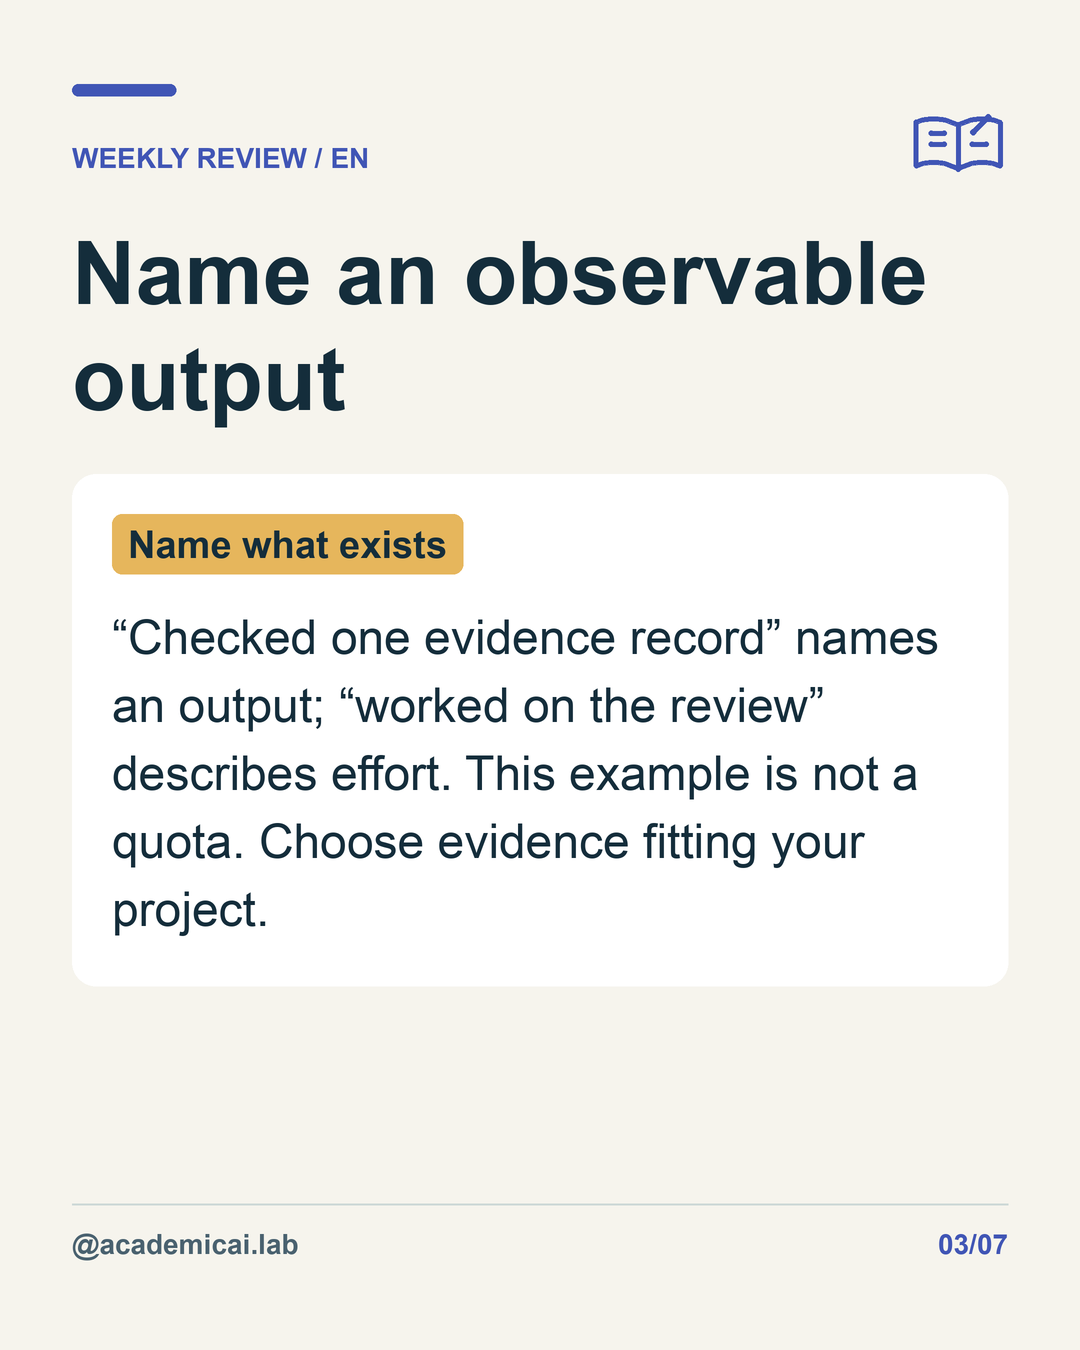 WEEKLY REVIEW / EN
Name an observable
output
Name what exists
“Checked one evidence record” names
an output; “worked on the review”
describes effort. This example is not a
quota. Choose evidence fitting your
project.
@academicai.lab
03/07